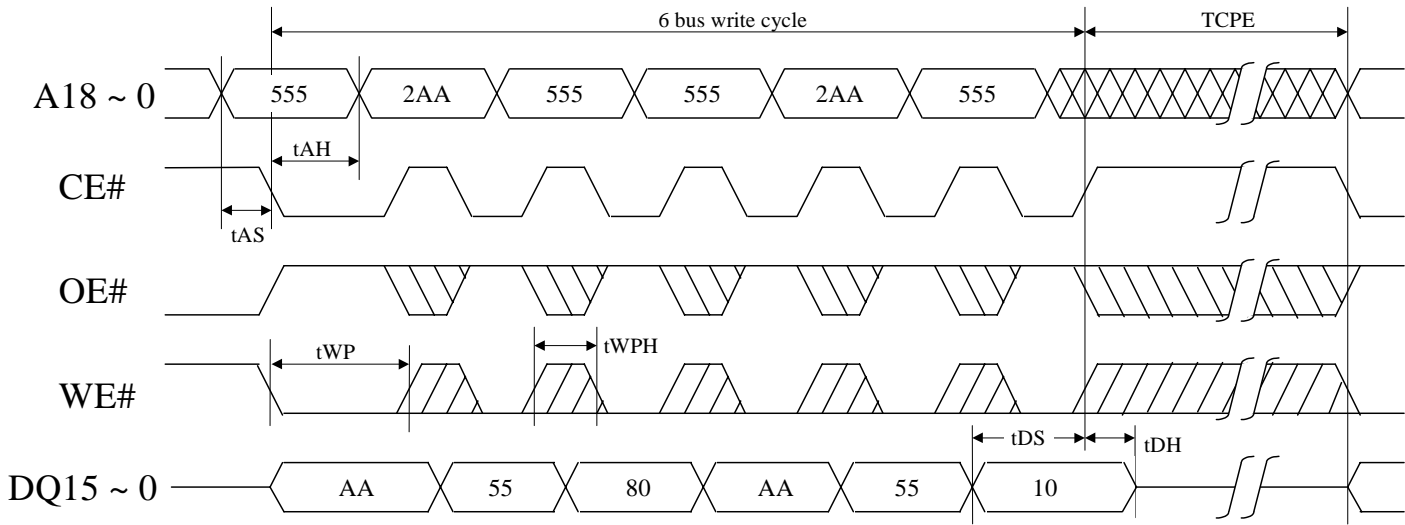 6 bus write cycle TCPE
A18 ~ 0 555 2AA 555 555 2AA 555
tAH
CE#
tAS
OE#
tWP tWPH
WE#
tDS tDH
DQ15 ~ 0 AA 55 80 AA 55 10